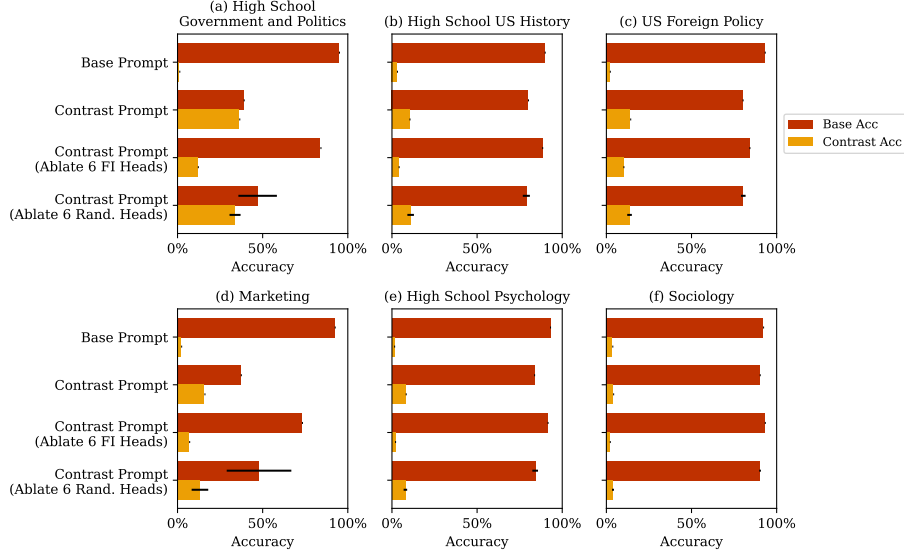 (a) High School
Government and Politics
(b) High School US History
(c) US Foreign Policy
Base Prompt
Contrast Prompt
Contrast Prompt
(Ablate 6 FI Heads)
Contrast Prompt
(Ablate 6 Rand. Heads)
0% 50% 100%
Accuracy
0% 50% 100%
Accuracy
0% 50% 100%
Accuracy
Base Acc
Contrast Acc
(d) Marketing
(e) High School Psychology
(f) Sociology
Base Prompt
Contrast Prompt
Contrast Prompt
(Ablate 6 FI Heads)
Contrast Prompt
(Ablate 6 Rand. Heads)
0% 50% 100%
Accuracy
0% 50% 100%
Accuracy
0% 50% 100%
Accuracy